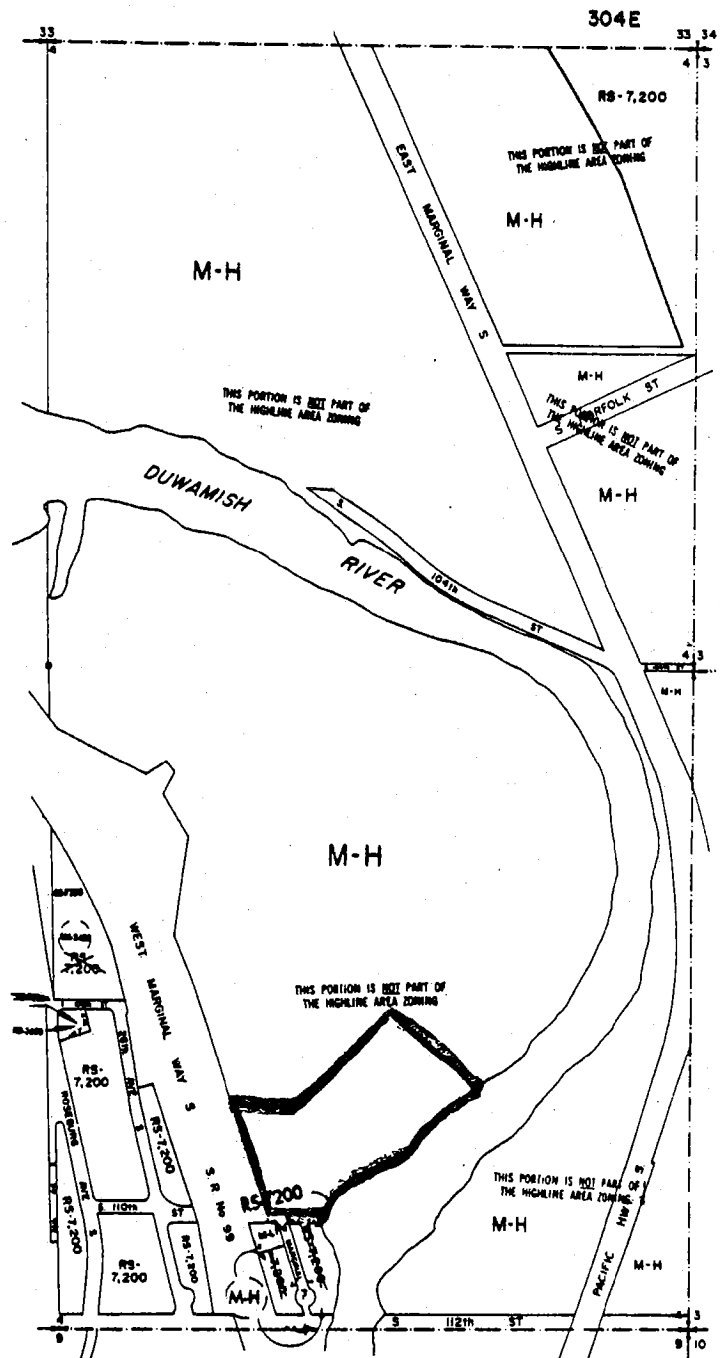 304E
33
33 34
4
4 3
RS-7,200
THIS PORTION IS NOT PART OF
THE HIGHLINE AREA ZONING
M-H
EAST MARGINAL WAY S
M-H
M-H
THIS PORTION IS NOT PART OF
THE HIGHLINE AREA ZONING
THIS PORTION IS NOT PART OF
THE HIGHLINE AREA ZONING
S NORFOLK ST
M-H
DUWAMISH
RIVER
S. 104th ST
4 3
M-H
M-H
WEST MARGINAL WAY S
S R No 99
RS-
7,200
THIS PORTION IS NOT PART OF
THE HIGHLINE AREA ZONING
RS-
7,200
AVE S
ROSEBURG AVE S
RS-7,200
RS-7,200
S 110th ST
RS-7,200
RS-
7,200
RS-7,200
M-H
THIS PORTION IS NOT PART OF
THE HIGHLINE AREA ZONING
M-H
PACIFIC HWY S
M-H
S 112th ST
4
9
4 3
9 10